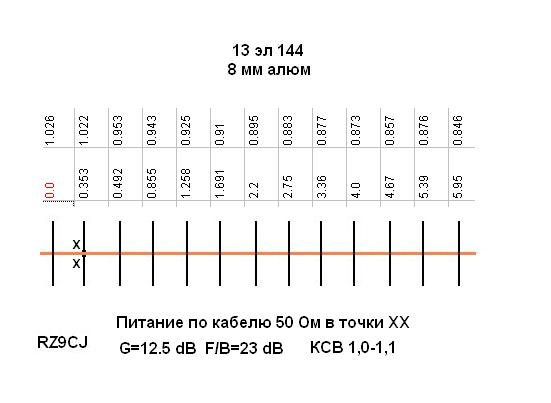 13 эл 144
8 мм алюм
1.026 1.022 0.953 0.943 0.925 0.91 0.895 0.883 0.877 0.873 0.857 0.876 0.846
0.0 0.353 0.492 0.855 1.258 1.691 2.2 2.75 3.36 4.0 4.67 5.39 5.95
X
X
Питание по кабелю 50 Ом в точки ХХ
RZ9CJ G=12.5 dB F/B=23 dB КСВ 1,0-1,1